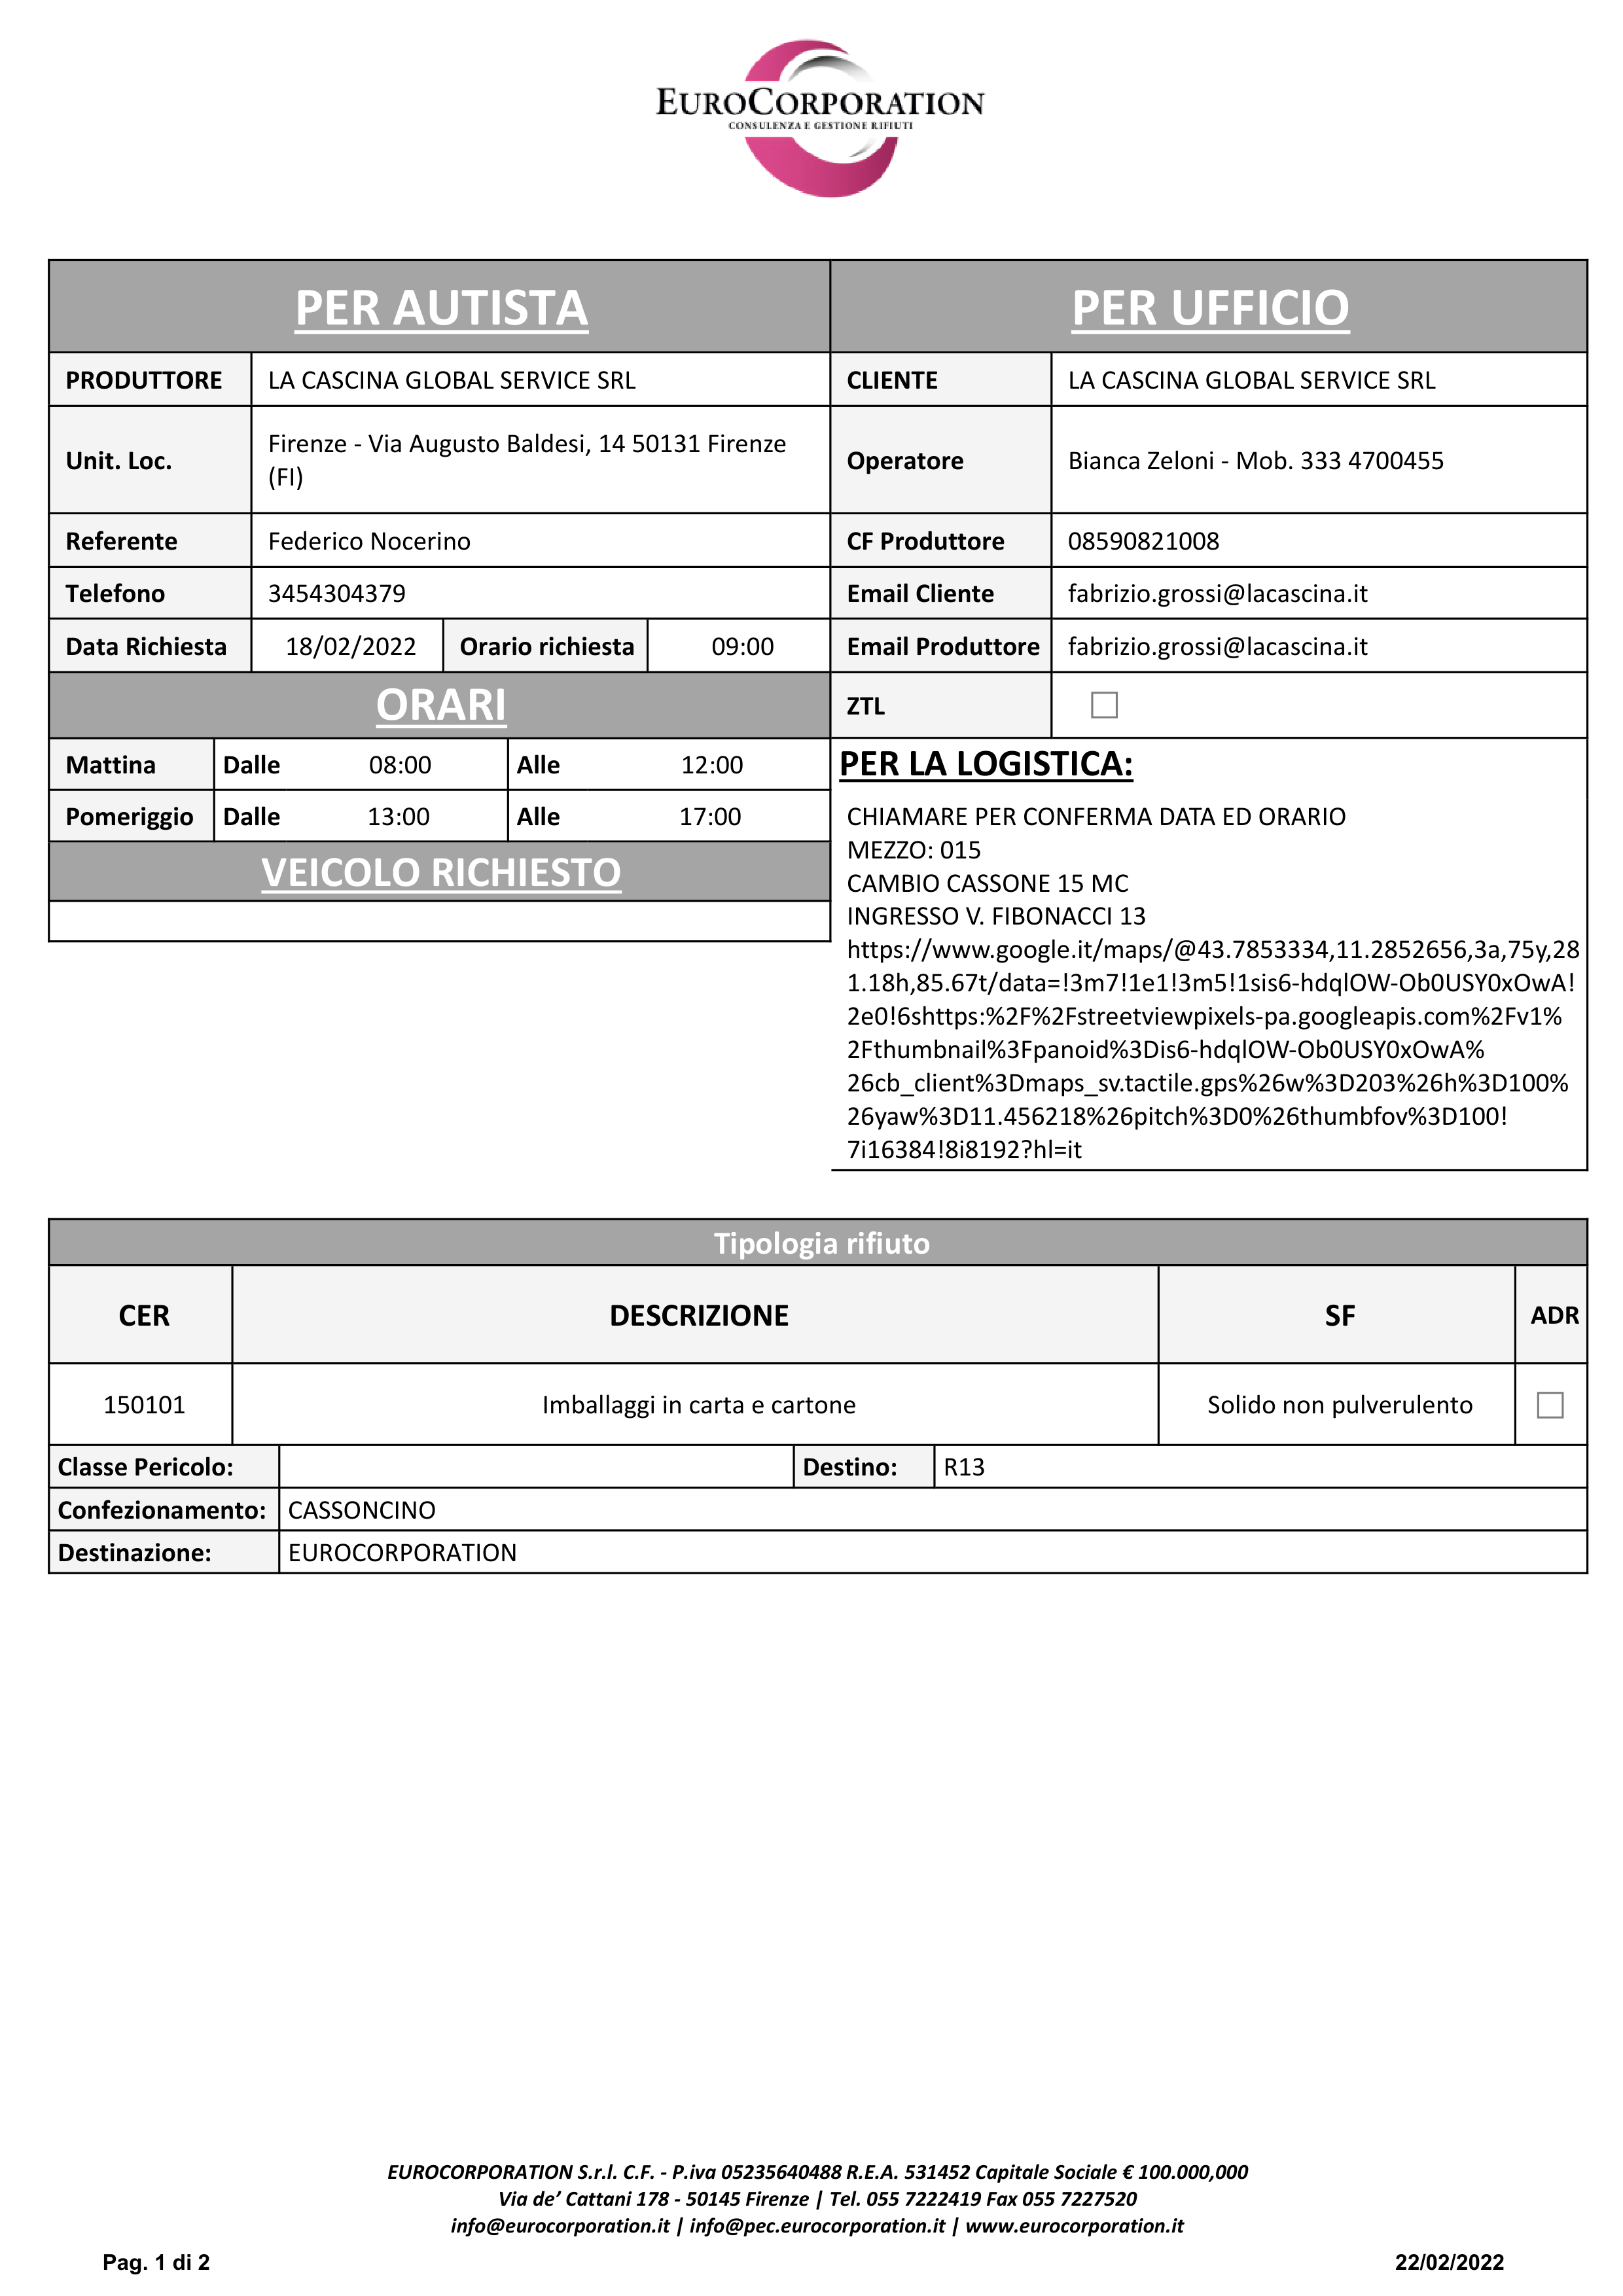 EUROCORPORATION
CONSULENZA E GESTIONE RIFIUTI
PER AUTISTA
PRODUTTORE LA CASCINA GLOBAL SERVICE SRL
Unit. Loc. Firenze - Via Augusto Baldesi, 14 50131 Firenze
(FI)
Referente Federico Nocerino
Telefono 3454304379
Data Richiesta 18/02/2022 Orario richiesta 09:00
ORARI
Mattina Dalle 08:00 Alle 12:00
Pomeriggio Dalle 13:00 Alle 17:00
VEICOLO RICHIESTO
PER UFFICIO
CLIENTE LA CASCINA GLOBAL SERVICE SRL
Operatore Bianca Zeloni - Mob. 333 4700455
CF Produttore 08590821008
Email Cliente fabrizio.grossi@lacascina.it
Email Produttore fabrizio.grossi@lacascina.it
ZTL
PER LA LOGISTICA:
CHIAMARE PER CONFERMA DATA ED ORARIO
MEZZO: 015
CAMBIO CASSONE 15 MC
INGRESSO V. FIBONACCI 13
https://www.google.it/maps/@43.7853334,11.2852656,3a,75y,28
1.18h,85.67t/data=!3m7!1e1!3m5!1sis6-hdqlOW-Ob0USY0xOwA!
2e0!6shttps:%2F%2Fstreetviewpixels-pa.googleapis.com%2Fv1%
2Fthumbnail%3Fpanoid%3Dis6-hdqlOW-Ob0USY0xOwA%
26cb_client%3Dmaps_sv.tactile.gps%26w%3D203%26h%3D100%
26yaw%3D11.456218%26pitch%3D0%26thumbfov%3D100!
7i16384!8i8192?hl=it
Tipologia rifiuto
CER DESCRIZIONE SF ADR
150101 Imballaggi in carta e cartone Solido non pulverulento
Classe Pericolo: Destino: R13
Confezionamento: CASSONCINO
Destinazione: EUROCORPORATION
EUROCORPORATION S.r.l. C.F. - P.iva 05235640488 R.E.A. 531452 Capitale Sociale € 100.000,000
Via de’ Cattani 178 - 50145 Firenze | Tel. 055 7222419 Fax 055 7227520
info@eurocorporation.it | info@pec.eurocorporation.it | www.eurocorporation.it
Pag. 1 di 2 22/02/2022